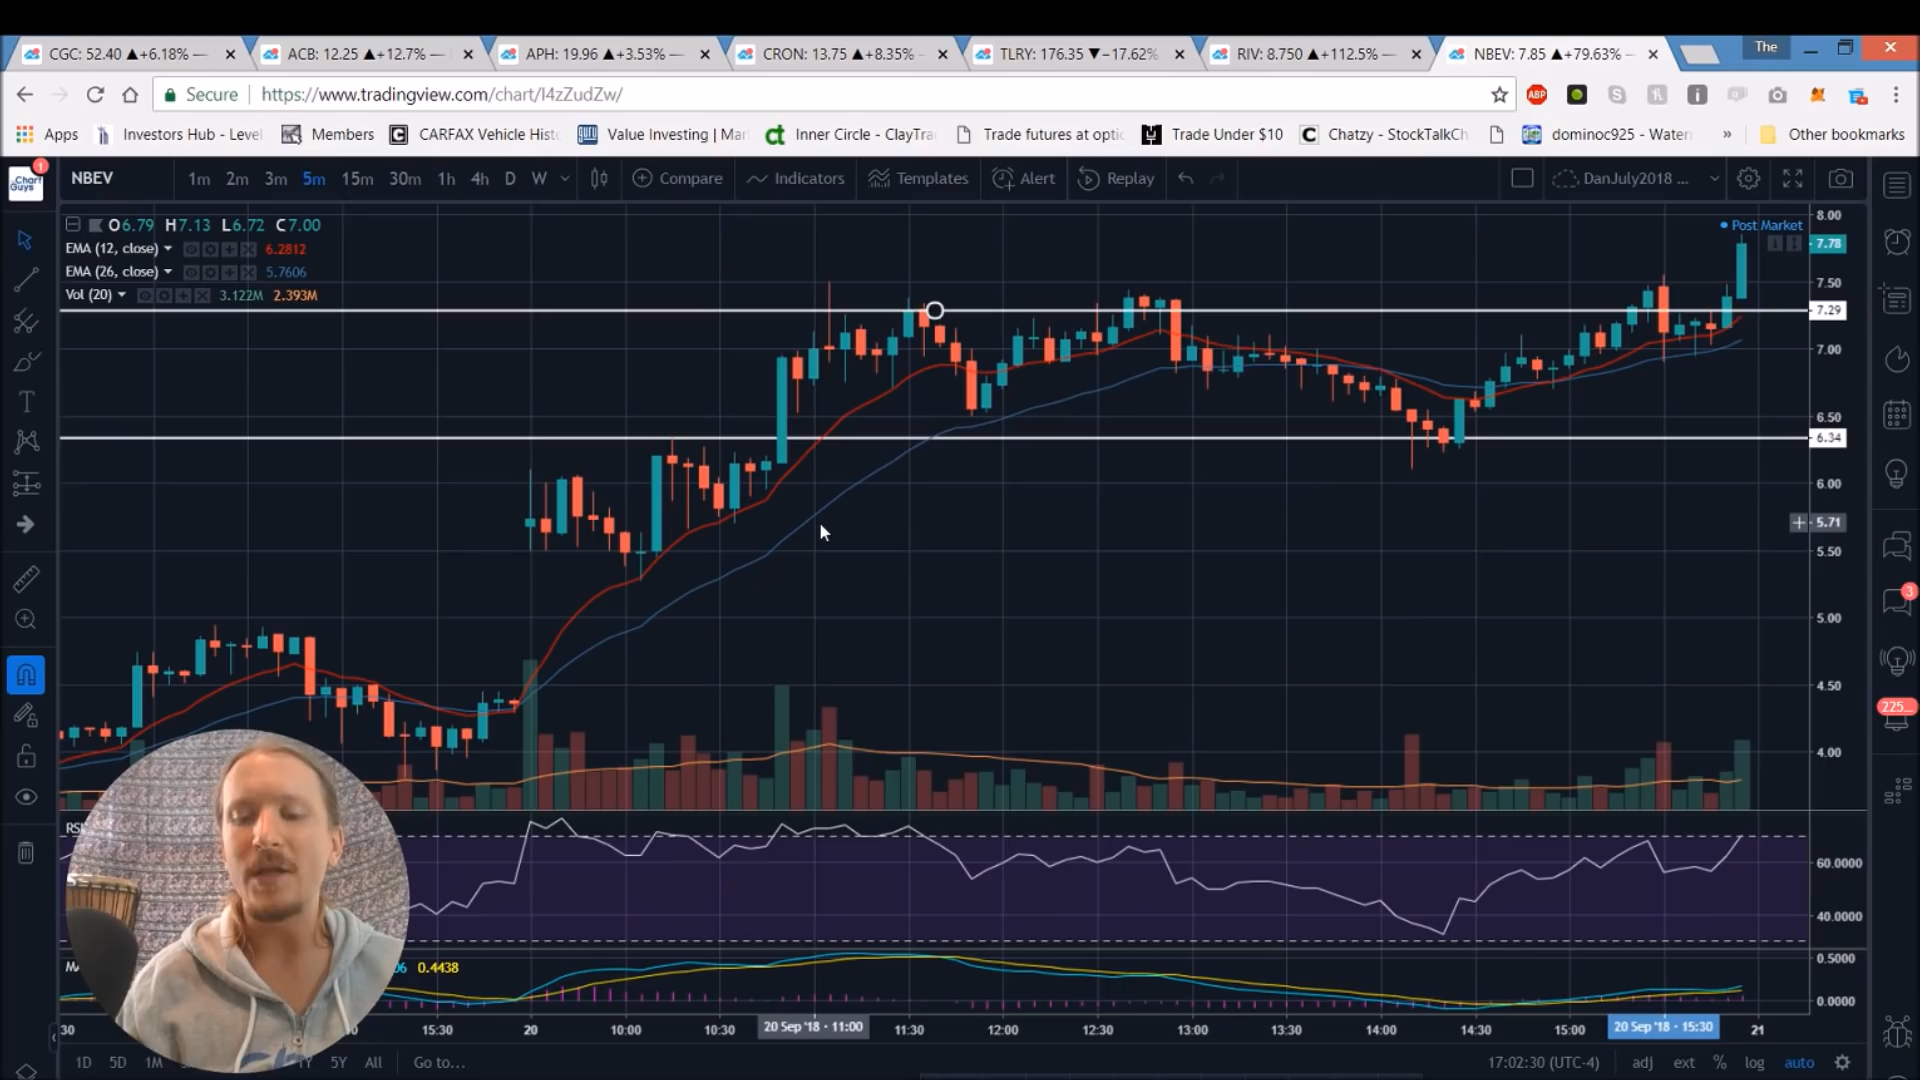 CGC: 52.40 ▲+6.18% —
ACB: 12.25 ▲+12.7% —
APH: 19.96 ▲+3.53% —
CRON: 13.75 ▲+8.35%
TLRY: 176.35 ▼−17.62%
RIV: 8.750 ▲+112.5% —
NBEV: 7.85 ▲+79.63% —
The
Secure
https://www.tradingview.com/chart/I4zZudZw/
ABP
Apps
Investors Hub - Level
Members
CARFAX Vehicle Hist
Value Investing | Mar
Inner Circle - ClayTra
Trade futures at optio
Trade Under $10
Chatzy - StockTalkCh
dominoc925 - Water
»
Other bookmarks
Chart Guys
1
NBEV
1m 2m 3m 5m 15m 30m 1h 4h D W
Compare
Indicators
Templates
Alert
Replay
DanJuly2018 ...
O6.79 H7.13 L6.72 C7.00
EMA (12, close) 6.2812
EMA (26, close) 5.7606
Vol (20) 3.122M 2.393M
Post Market
8.00
7.78
7.50
7.29
7.00
6.50
6.34
6.00
5.71
5.50
5.00
4.50
4.00
3
225...
60.0000
40.0000
0.4438
0.5000
0.0000
30
15:30
20
10:00
10:30
20 Sep '18 - 11:00
11:30
12:00
12:30
13:00
13:30
14:00
14:30
15:00
20 Sep '18 - 15:30
21
1D 5D 1M 5Y All
Go to...
17:02:30 (UTC-4)
adj
ext
%
log
auto